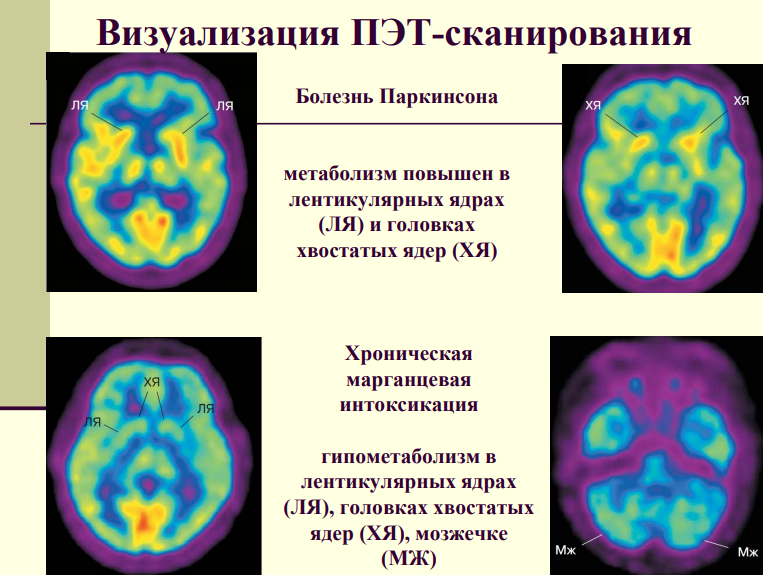 Визуализация ПЭТ-сканирования
ЛЯ
ЛЯ
Болезнь Паркинсона
ХЯ
ХЯ
метаболизм повышен в
лентикулярных ядрах
(ЛЯ) и головках
хвостатых ядер (ХЯ)
ХЯ
ЛЯ
ЛЯ
Хроническая
марганцевая
интоксикация
гипометаболизм в
лентикулярных ядрах
(ЛЯ), головках хвостатых
ядер (ХЯ), мозжечке
(МЖ)
Мж
Мж